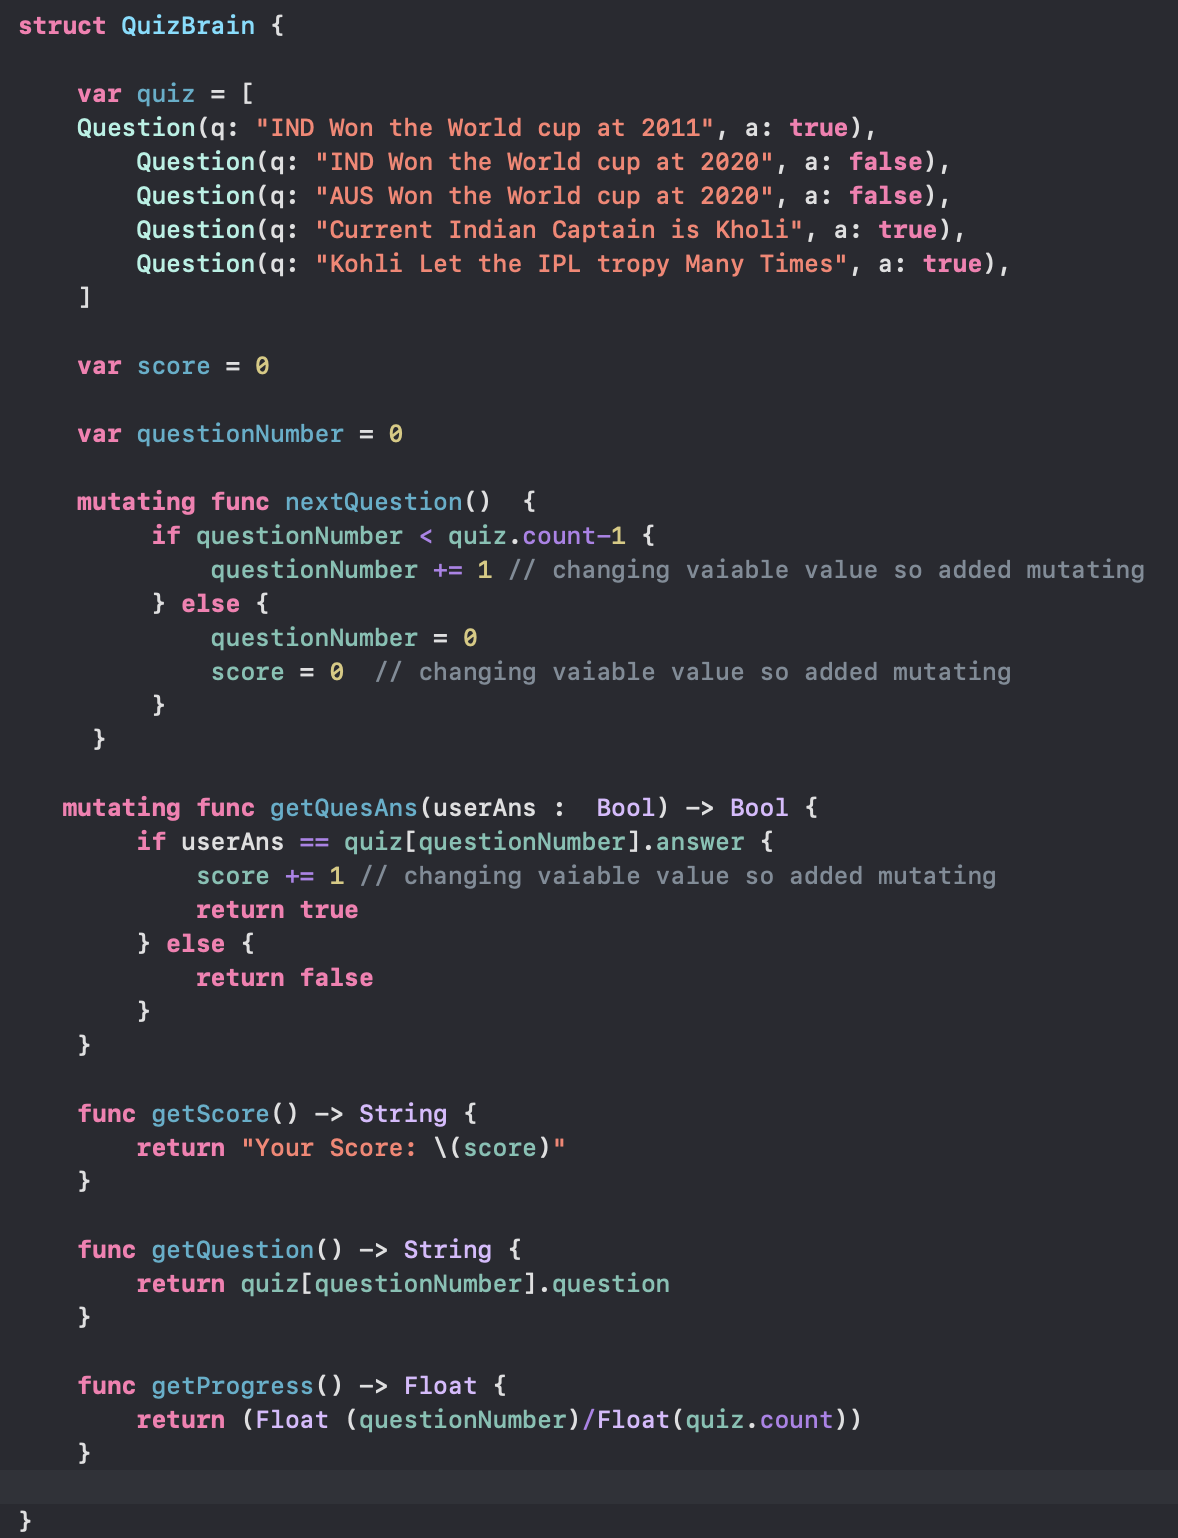 struct QuizBrain {
var quiz = [
Question(q: "IND Won the World cup at 2011", a: true),
Question(q: "IND Won the World cup at 2020", a: false),
Question(q: "AUS Won the World cup at 2020", a: false),
Question(q: "Current Indian Captain is Kholi", a: true),
Question(q: "Kohli Let the IPL tropy Many Times", a: true),
]
var score = 0
var questionNumber = 0
mutating func nextQuestion()  {
if questionNumber < quiz.count-1 {
questionNumber += 1 // changing vaiable value so added mutating
} else {
questionNumber = 0
score = 0  // changing vaiable value so added mutating
}
}
mutating func getQuesAns(userAns :  Bool) -> Bool {
if userAns == quiz[questionNumber].answer {
score += 1 // changing vaiable value so added mutating
return true
} else {
return false
}
}
func getScore() -> String {
return "Your Score: \(score)"
}
func getQuestion() -> String {
return quiz[questionNumber].question
}
func getProgress() -> Float {
return (Float (questionNumber)/Float(quiz.count))
}
}